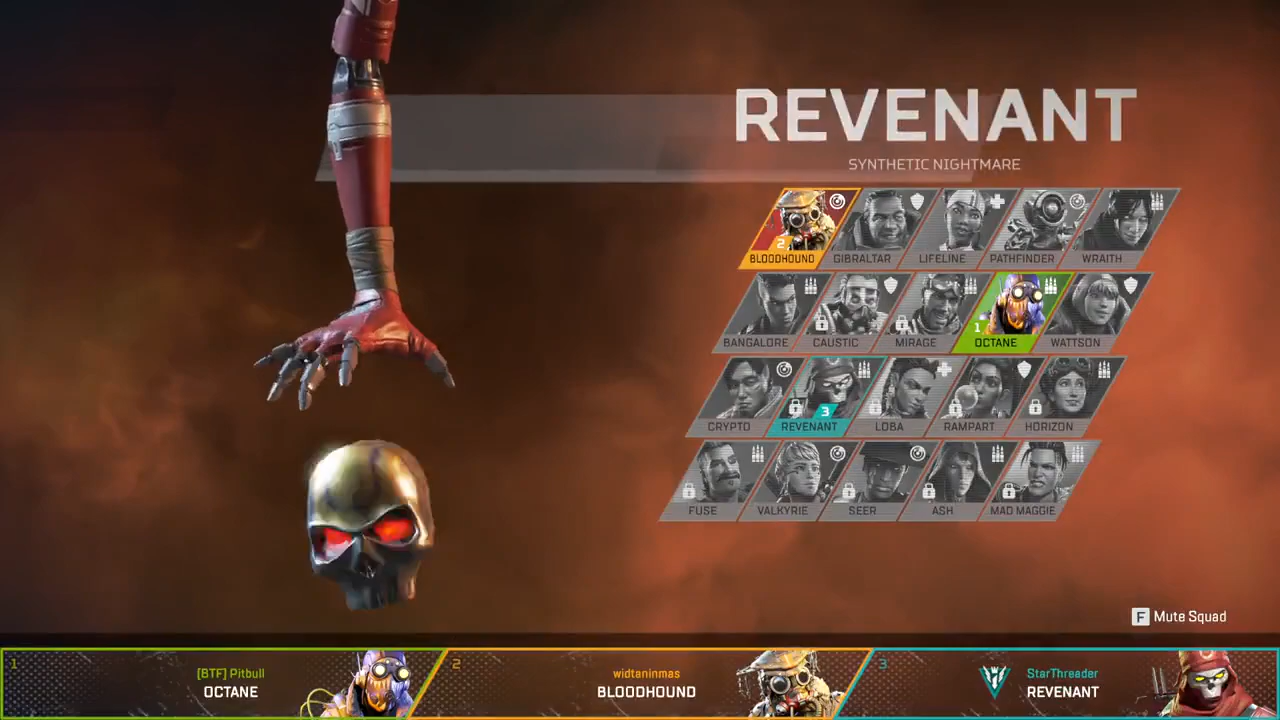 REVENANT
SYNTHETIC NIGHTMARE
2
BLOODHOUND
GIBRALTAR
LIFELINE
PATHFINDER
WRAITH
BANGALORE
CAUSTIC
MIRAGE
1
OCTANE
WATTSON
CRYPTO
3
REVENANT
LOBA
RAMPART
HORIZON
FUSE
VALKYRIE
SEER
ASH
MAD MAGGIE
F Mute Squad
1
[BTF] Pitbull
OCTANE
2
widtaninmas
BLOODHOUND
3
StarThreader
REVENANT